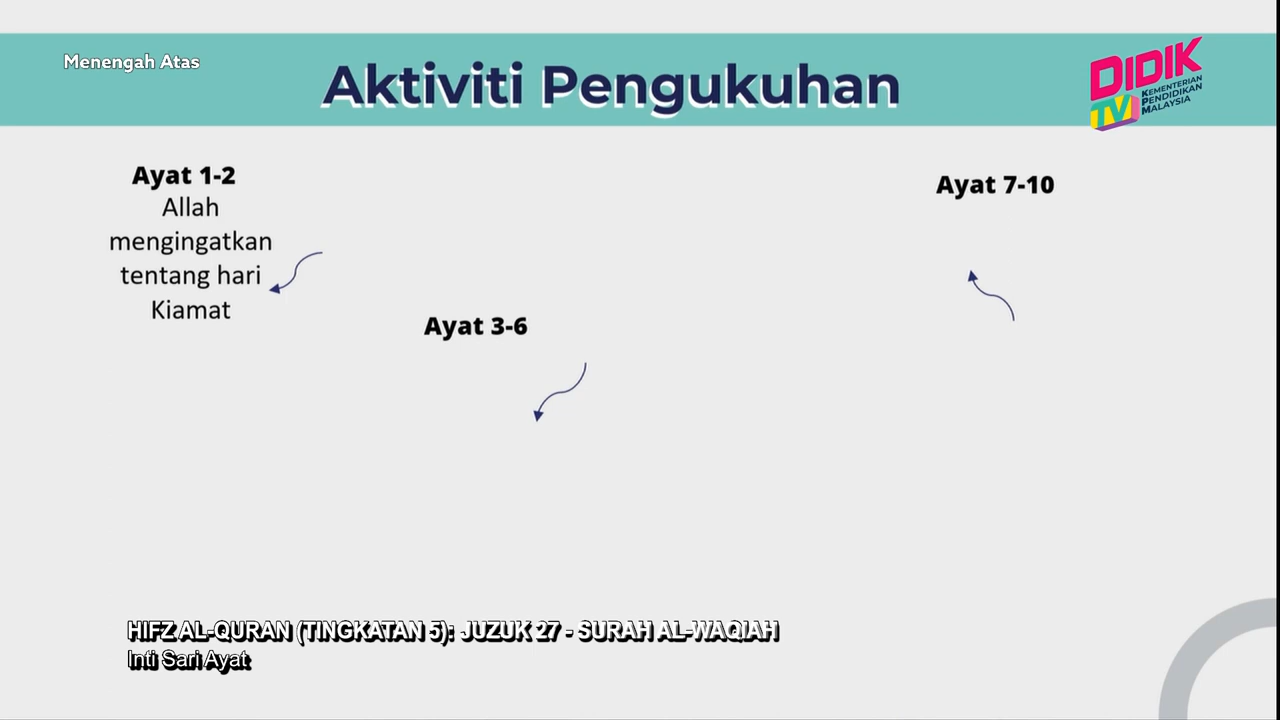 Menengah Atas
Aktiviti Pengukuhan
DIDIK
TV
KEMENTERIAN
PENDIDIKAN
MALAYSIA
Ayat 1-2
Allah
mengingatkan
tentang hari
Kiamat
Ayat 3-6
Ayat 7-10
HIFZ AL-QURAN (TINGKATAN 5): JUZUK 27 - SURAH AL-WAQIAH
Inti Sari Ayat